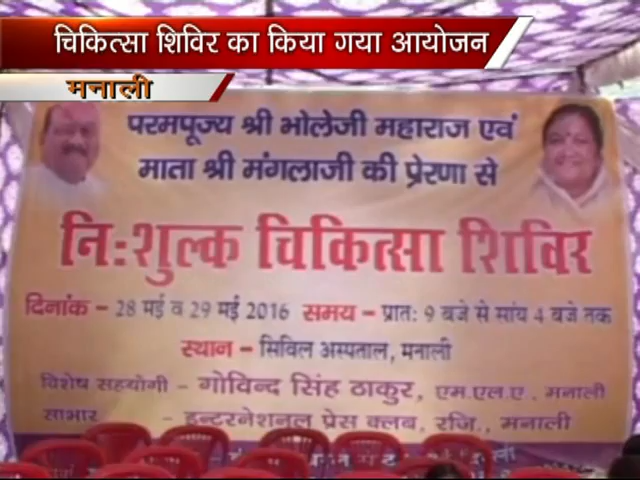 चिकित्सा शिविर का किया गया आयोजन
मनाली
परमपूज्य श्री भोलेजी महाराज एवं
माता श्री मंगलाजी की प्रेरणा से
निःशुल्क चिकित्सा शिविर
दिनांक – 28 मई व 29 मई 2016 समय – प्रातः 9 बजे से सांय 4 बजे तक
स्थान – सिविल अस्पताल, मनाली
विशेष सहयोगी – गोविन्द सिंह ठाकुर, एम.एल.ए., मनाली
साभार – इन्टरनेशनल प्रेस क्लब, रजि., मनाली